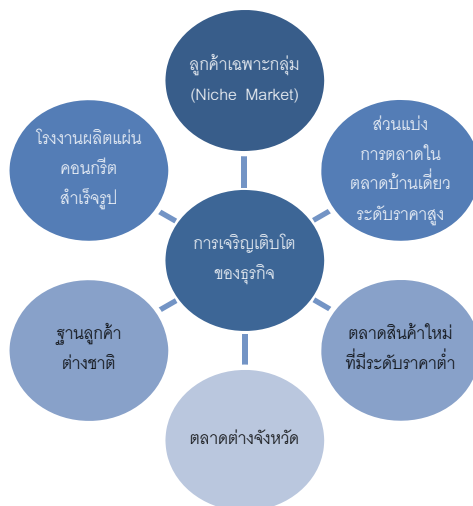 ลูกค้าเฉพาะกลุ่ม
(Niche Market)
โรงงานผลิตแผ่น
คอนกรีต
สำเร็จรูป
ส่วนแบ่ง
การตลาดใน
ตลาดบ้านเดี่ยว
ระดับราคาสูง
การเจริญเติบโต
ของธุรกิจ
ฐานลูกค้า
ต่างชาติ
ตลาดสินค้าใหม่
ที่มีระดับราคาต่ำ
ตลาดต่างจังหวัด